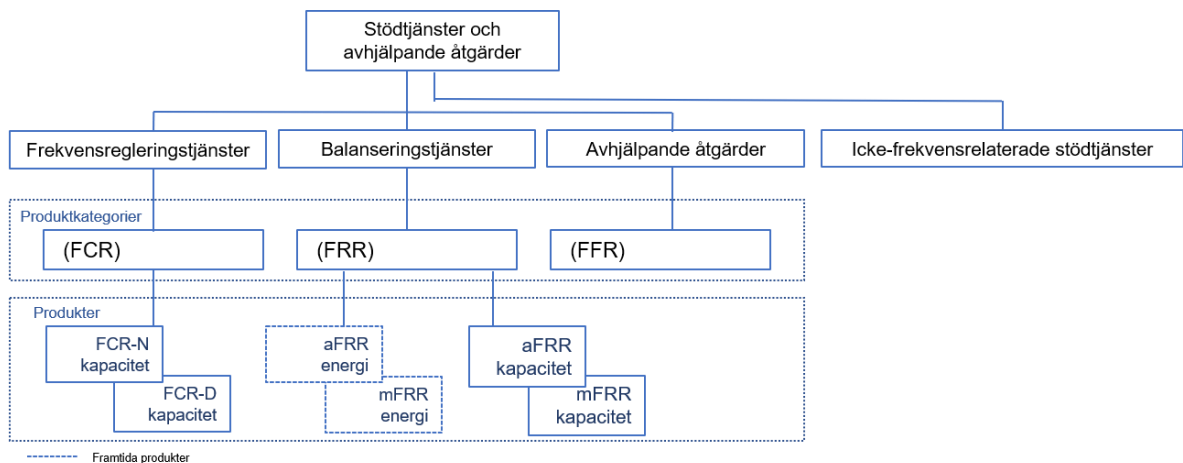 Stödtjänster och
avhjälpande åtgärder
Frekvensregleringstjänster
Balanseringstjänster
Avhjälpande åtgärder
Icke-frekvensrelaterade stödtjänster
Produktkategorier
(FCR)
(FRR)
(FFR)
Produkter
FCR-N
kapacitet
FCR-D
kapacitet
aFRR
energi
mFRR
energi
aFRR
kapacitet
mFRR
kapacitet
Framtida produkter